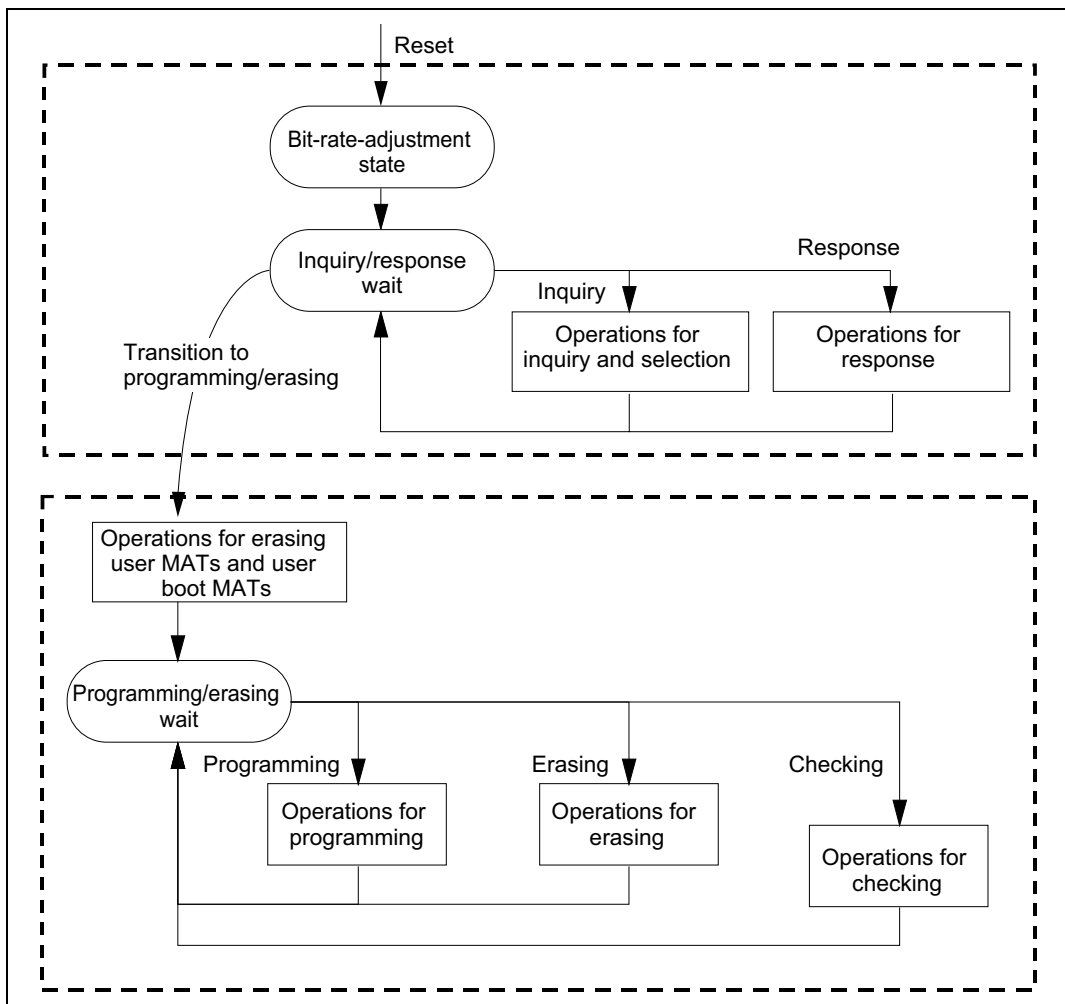 Reset
Bit-rate-adjustment
state
Inquiry/response
wait
Response
Inquiry
Operations for
inquiry and selection
Operations for
response
Transition to
programming/erasing
Operations for erasing
user MATs and user
boot MATs
Programming/erasing
wait
Programming
Erasing
Checking
Operations for
programming
Operations for
erasing
Operations for
checking